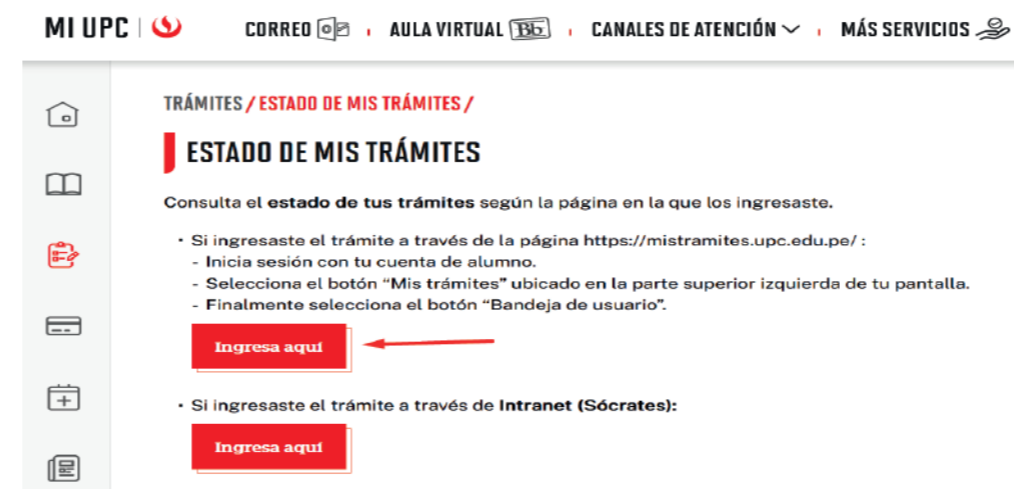 MI UPC
CORREO
AULA VIRTUAL Bb
CANALES DE ATENCIÓN
MÁS SERVICIOS
TRÁMITES / ESTADO DE MIS TRÁMITES /
ESTADO DE MIS TRÁMITES
Consulta el estado de tus trámites según la página en la que los ingresaste.
• Si ingresaste el trámite a través de la página https://mistramites.upc.edu.pe/ :
- Inicia sesión con tu cuenta de alumno.
- Selecciona el botón “Mis trámites” ubicado en la parte superior izquierda de tu pantalla.
- Finalmente selecciona el botón “Bandeja de usuario”.
Ingresa aquí
• Si ingresaste el trámite a través de Intranet (Sócrates):
Ingresa aquí